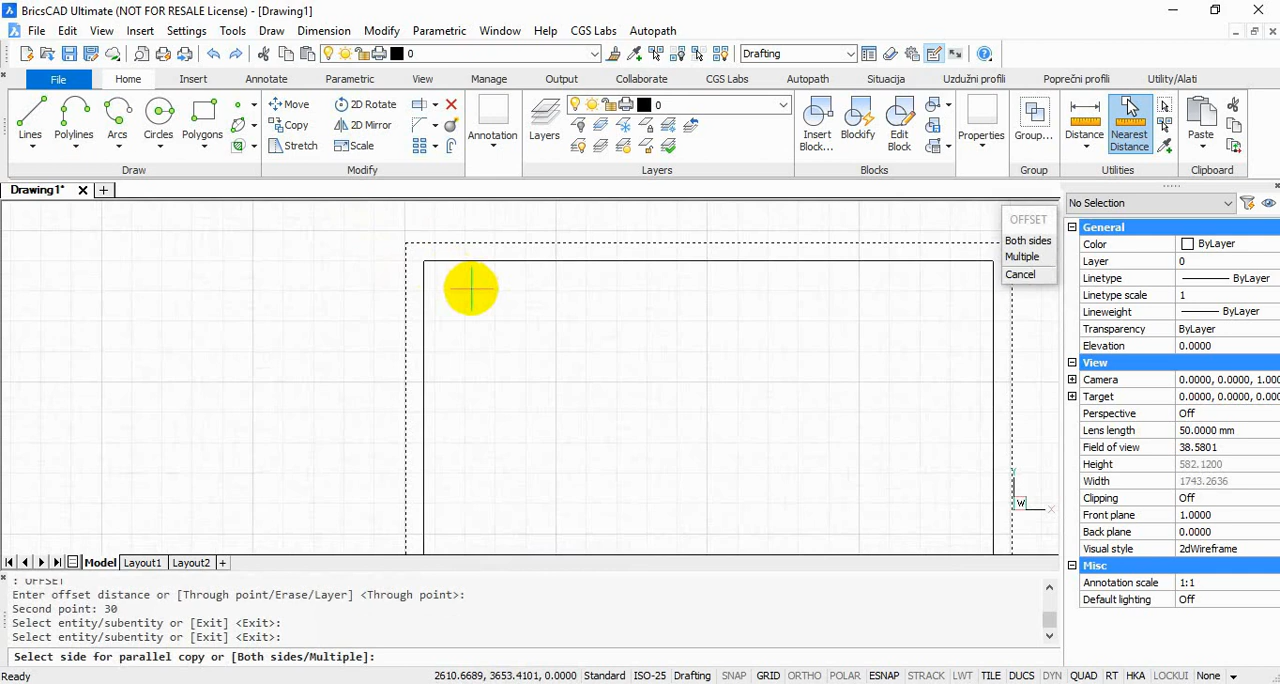 BricsCAD Ultimate (NOT FOR RESALE License) - [Drawing1]
File Edit View Insert Settings Tools Draw Dimension Modify Parametric Window Help CGS Labs Autopath
0 Drafting
File Home Insert Annotate Parametric View Manage Output Collaborate CGS Labs Autopath Situacija Uzdužni profili Poprečni profili Utility/Alati
Lines Polylines Arcs Circles Polygons
Move 2D Rotate
Copy 2D Mirror
Stretch Scale
Annotation
Layers
0
Insert Block...
Blockify
Edit Block
Properties
Group...
Distance
Nearest Distance
Paste
Draw Modify Layers Blocks Group Utilities Clipboard
Drawing1*
OFFSET
Both sides
Multiple
Cancel
W
X
Y
No Selection
General
Color ByLayer
Layer 0
Linetype ByLayer
Linetype scale 1
Lineweight ByLayer
Transparency ByLayer
Elevation 0.0000
View
Camera 0.0000, 0.0000, 1.000
Target 0.0000, 0.0000, 0.000
Perspective Off
Lens length 50.0000 mm
Field of view 38.5801
Height 582.1200
Width 1743.2636
Clipping Off
Front plane 1.0000
Back plane 0.0000
Visual style 2dWireframe
Misc
Annotation scale 1:1
Default lighting Off
Model Layout1 Layout2 +
: OFFSET
Enter offset distance or [Through point/Erase/Layer] <Through point>:
Second point: 30
Select entity/subentity or [Exit] <Exit>:
Select entity/subentity or [Exit] <Exit>:
Select side for parallel copy or [Both sides/Multiple]:
Ready 2610.6689, 3653.4101, 0.0000 Standard ISO-25 Drafting SNAP GRID ORTHO POLAR ESNAP STRACK LWT TILE DUCS DYN QUAD RT HKA LOCKUI None